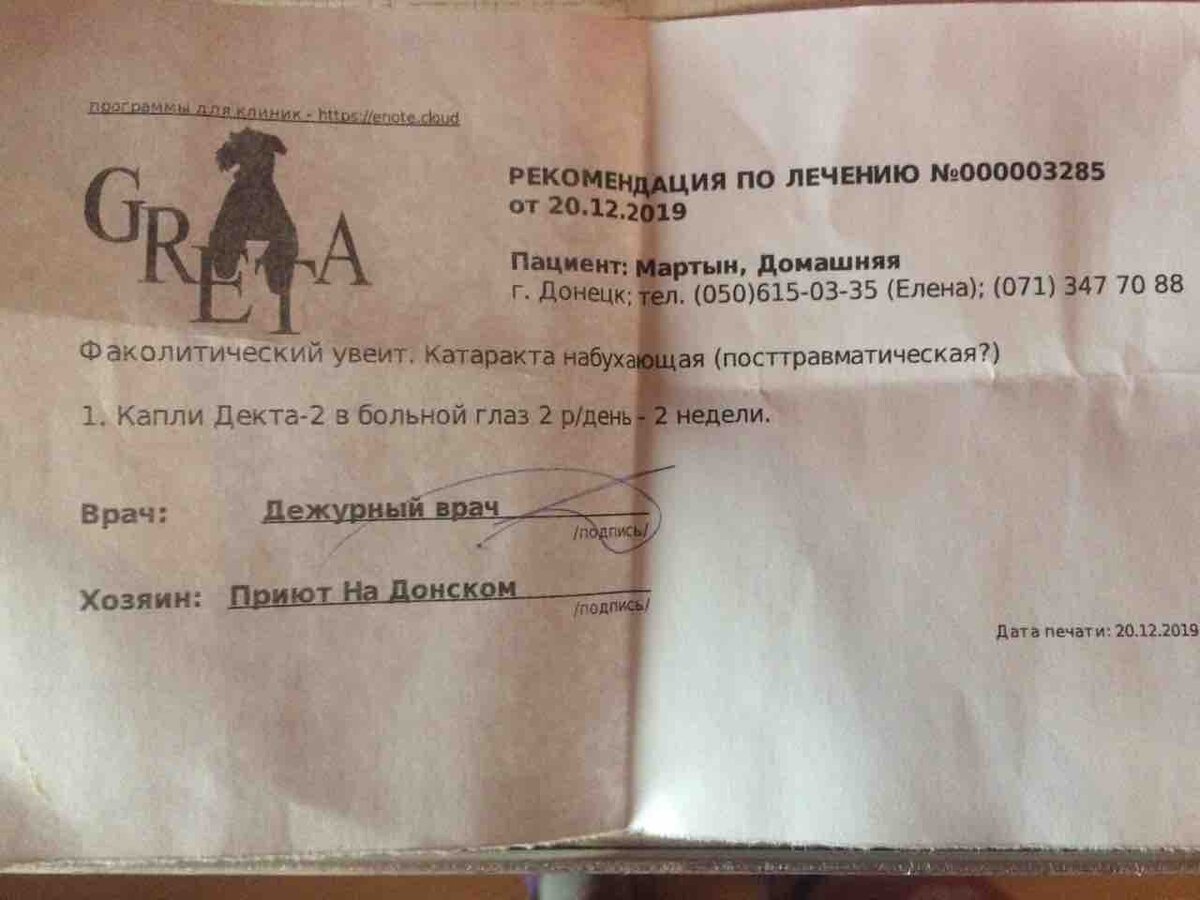 программы для клиник - https://enote.cloud
GRETA
РЕКОМЕНДАЦИЯ ПО ЛЕЧЕНИЮ №000003285
от 20.12.2019
Пациент: Мартын, Домашняя
г. Донецк; тел. (050)615-03-35 (Елена); (071) 347 70 88
Факолитический увеит. Катаракта набухающая (посттравматическая?)
1. Капли Декта-2 в больной глаз 2 р/день - 2 недели.
Врач: Дежурный врач
/подпись/
Хозяин: Приют На Донском
/подпись/
Дата печати: 20.12.2019